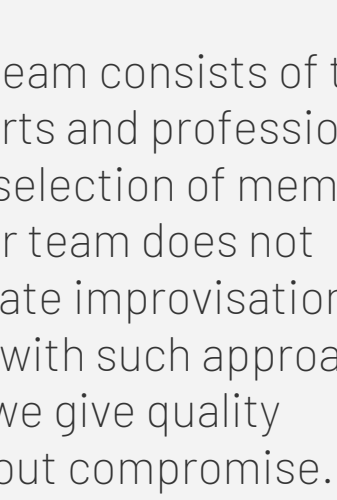 eam consists of t
rts and professio
selection of mem
r team does not
ate improvisation
with such approa
we give quality
out compromise.